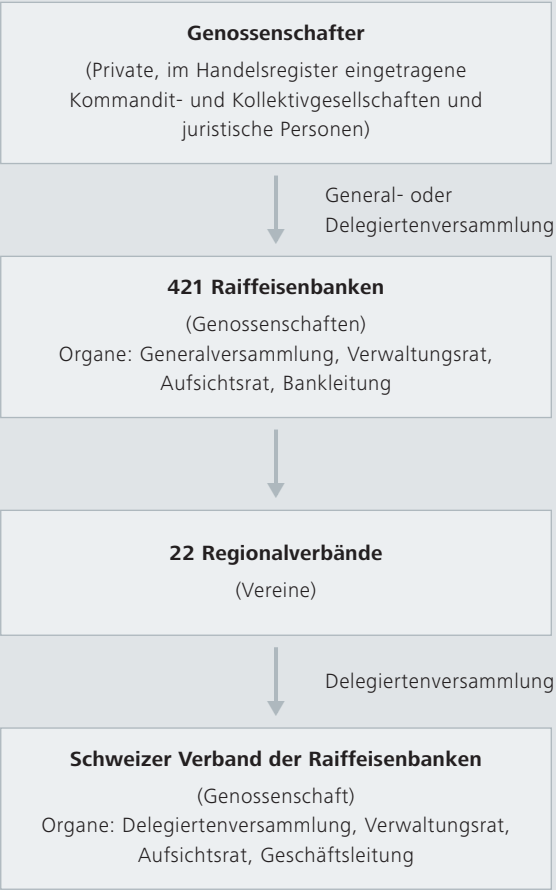 Genossenschafter
(Private, im Handelsregister eingetragene
Kommandit- und Kollektivgesellschaften und
juristische Personen)
General- oder
Delegiertenversammlung
421 Raiffeisenbanken
(Genossenschaften)
Organe: Generalversammlung, Verwaltungsrat,
Aufsichtsrat, Bankleitung
22 Regionalverbände
(Vereine)
Delegiertenversammlung
Schweizer Verband der Raiffeisenbanken
(Genossenschaft)
Organe: Delegiertenversammlung, Verwaltungsrat,
Aufsichtsrat, Geschäftsleitung